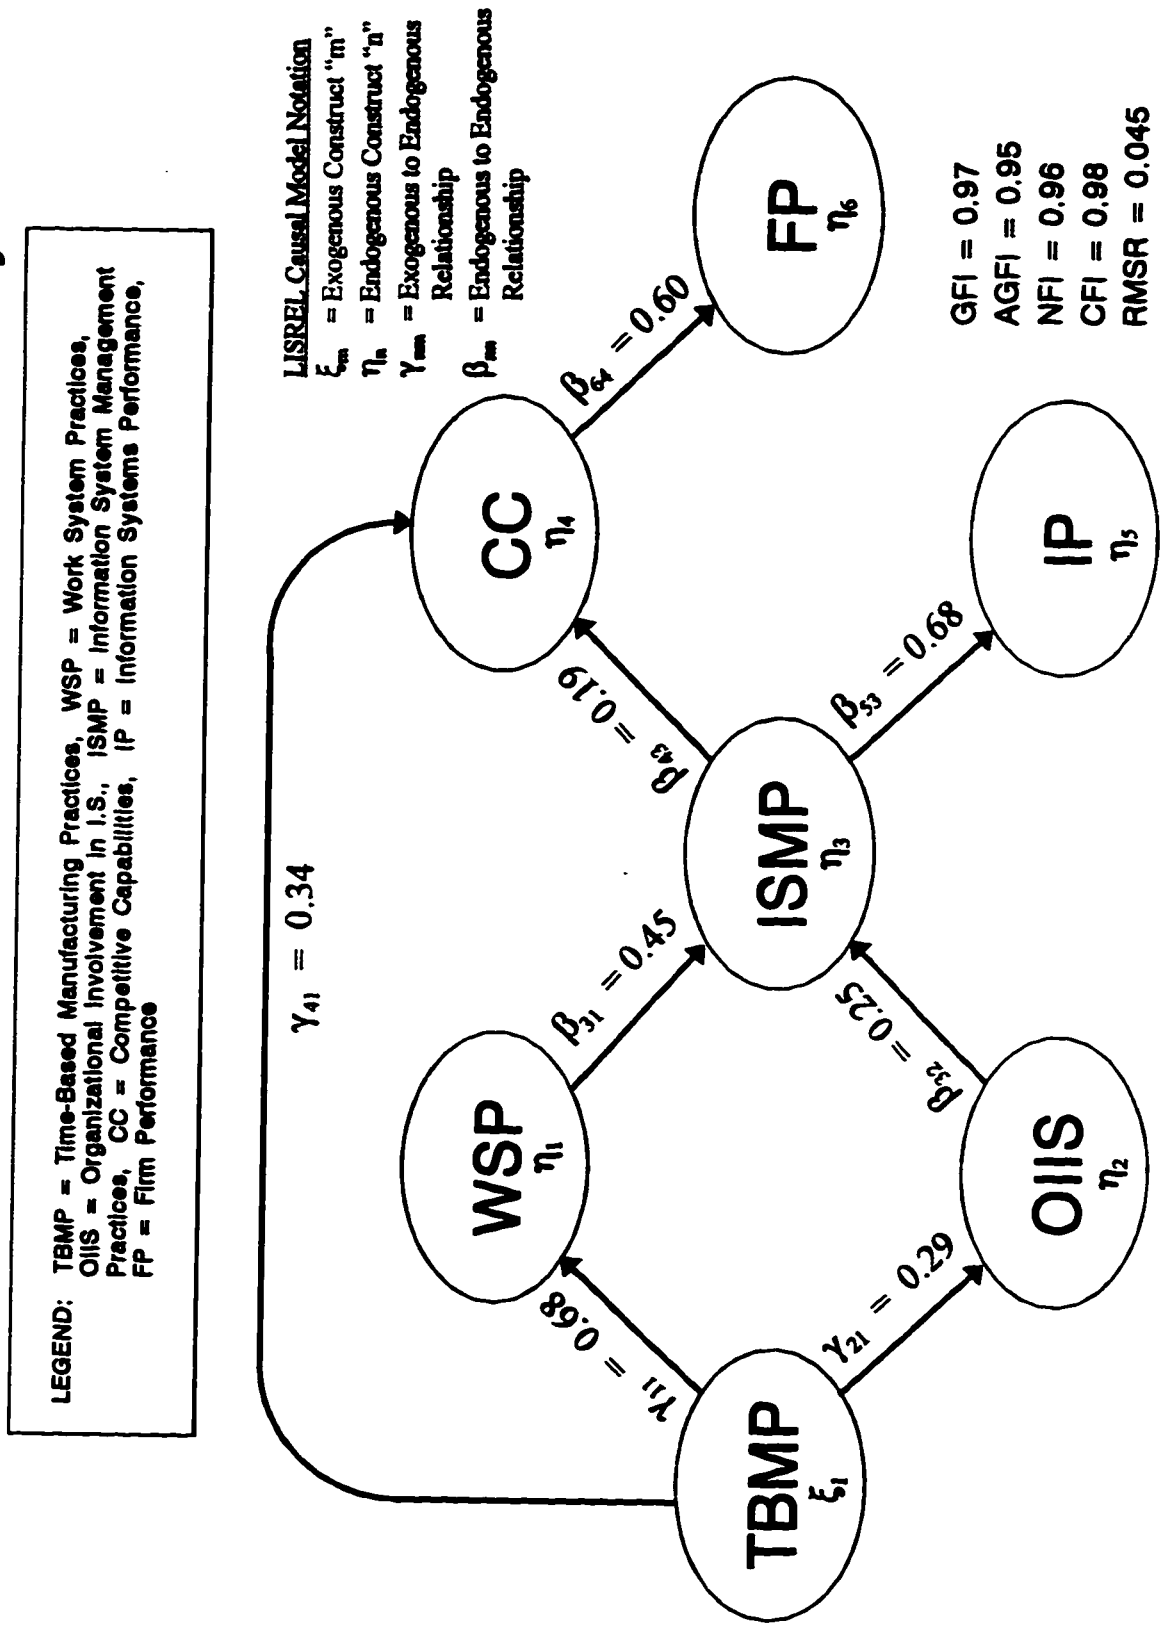 LEGEND: TBMP = Time-Based Manufacturing Practices, WSP = Work System Practices,
OIIS = Organizational Involvement in I.S., ISMP = Information System Management
Practices, CC = Competitive Capabilities, IP = Information Systems Performance,
FP = Firm Performance
LISREL Causal Model Notation
ξm = Exogenous Construct “m”
ηn = Endogenous Construct “n”
γnm = Exogenous to Endogenous
Relationship
βnn = Endogenous to Endogenous
Relationship
γ41 = 0.34
TBMP
ξ1
γ11 = 0.68
γ21 = 0.29
WSP
η1
OIIS
η2
β31 = 0.45
β32 = 0.25
ISMP
η3
β43 = 0.19
β53 = 0.68
CC
η4
IP
η5
β64 = 0.60
FP
η6
GFI = 0.97
AGFI = 0.95
NFI = 0.96
CFI = 0.98
RMSR = 0.045